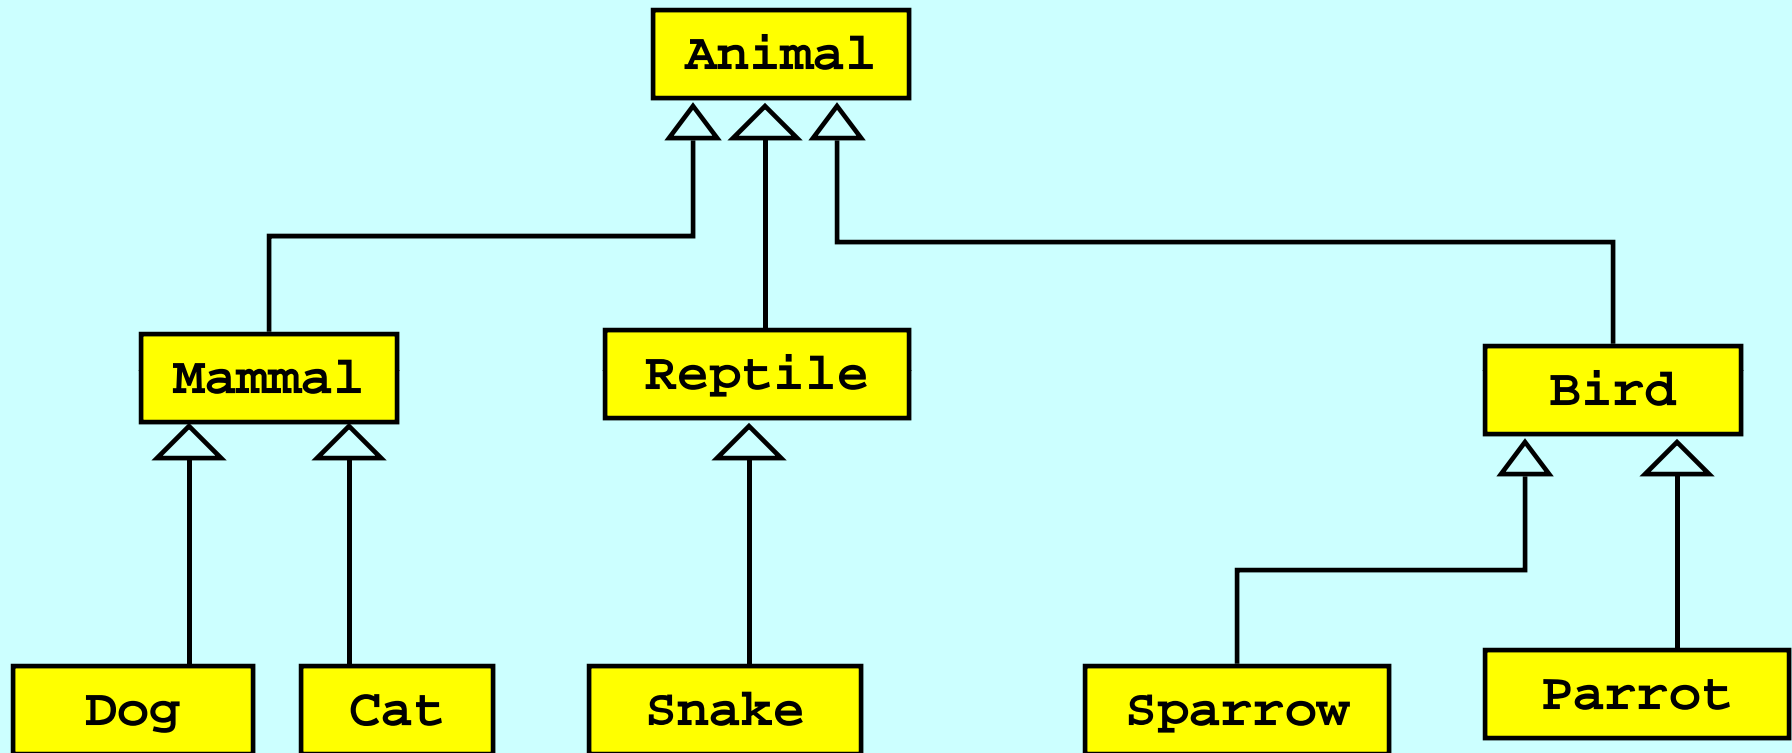 Animal
Mammal
Reptile
Bird
Dog
Cat
Snake
Sparrow
Parrot